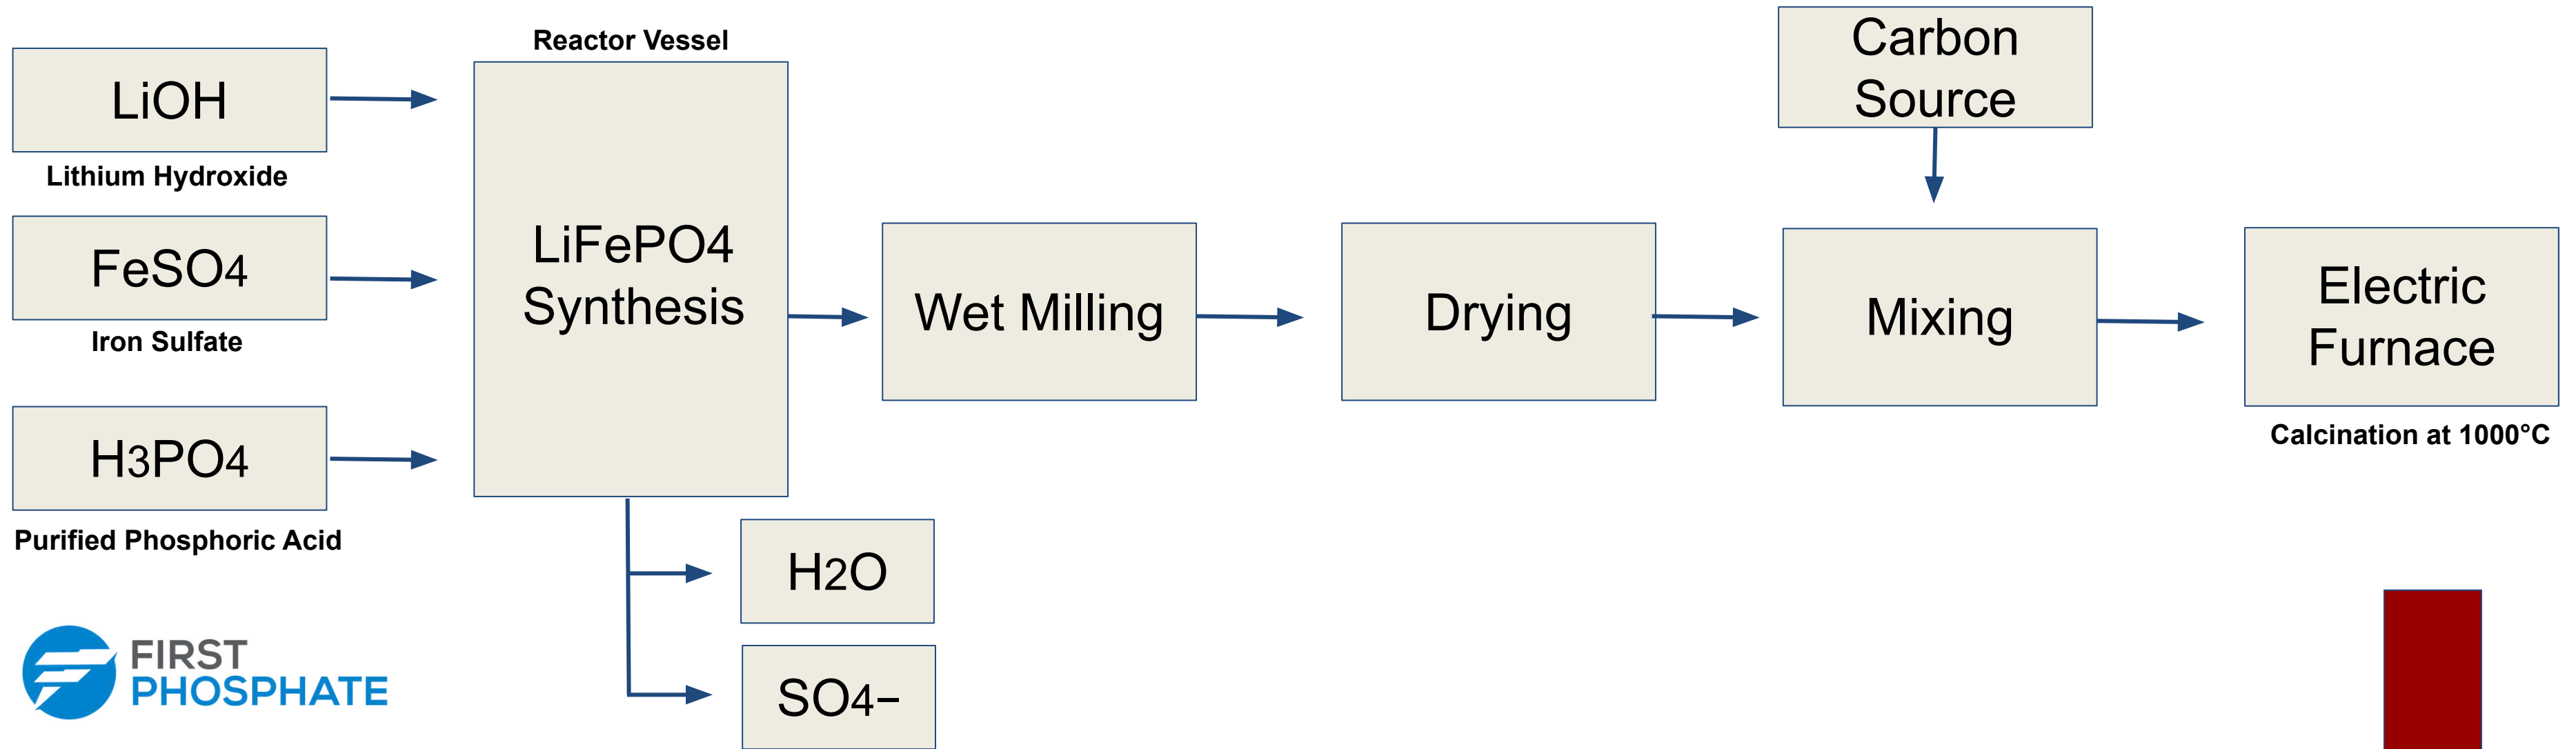 Reactor Vessel
LiOH
Lithium Hydroxide
FeSO4
Iron Sulfate
H3PO4
Purified Phosphoric Acid
LiFePO4
Synthesis
H2O
SO4−
Wet Milling
Drying
Carbon
Source
Mixing
Electric
Furnace
Calcination at 1000°C
FIRST
PHOSPHATE